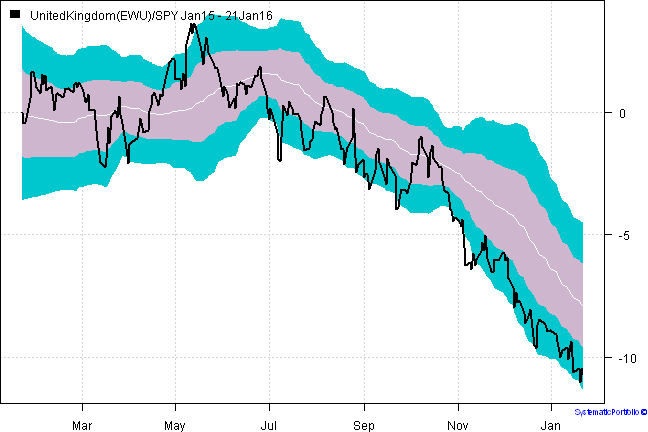 UnitedKingdom(EWU)/SPY Jan15 - 21Jan16
0
-5
-10
Mar May Jul Sep Nov Jan
SystematicPortfolio ©